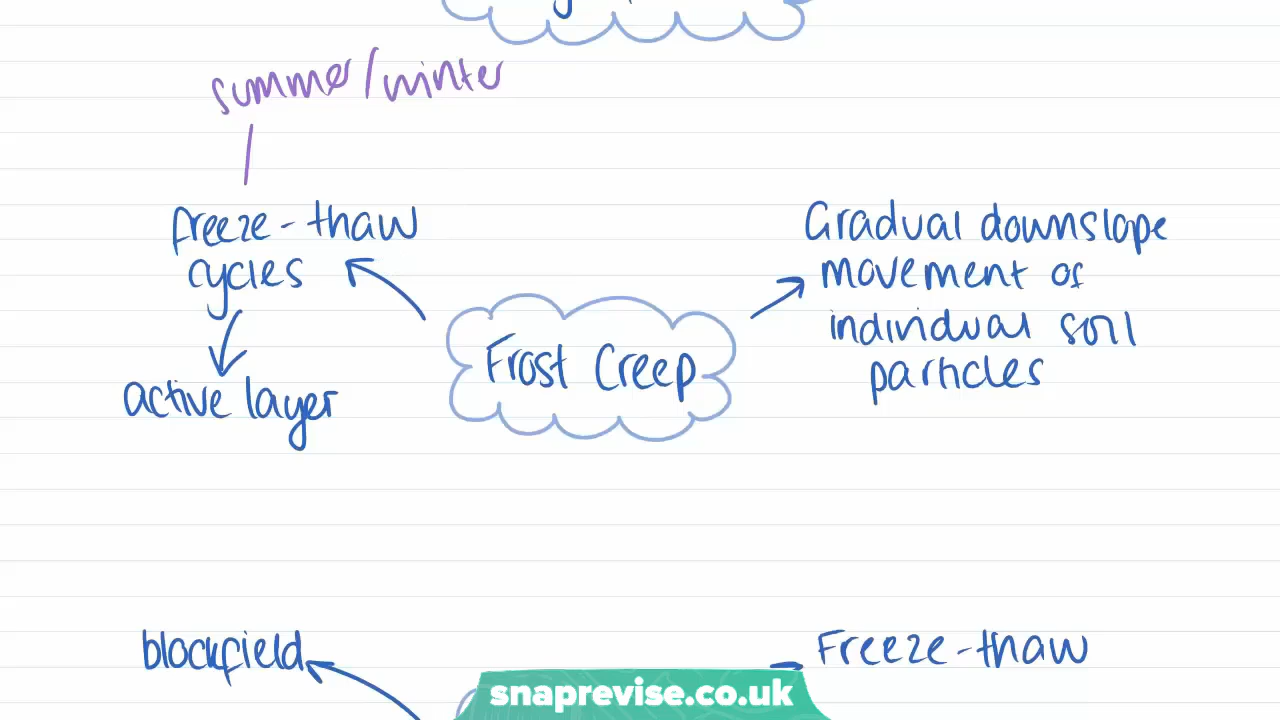 summer/winter
freeze-thaw
cycles
active layer
Frost Creep
Gradual downslope
movement of
individual soil
particles
blockfield
Freeze-thaw
snaprevise.co.uk